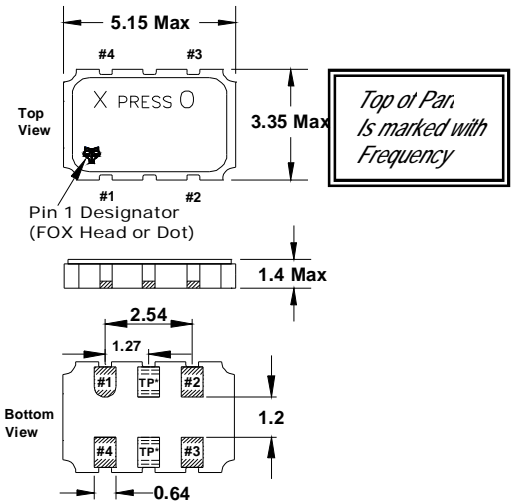 5.15 Max
#4 #3
X PRESS O
Top
View
3.35 Max
Top of Part
Is marked with
Frequency
#1 #2
Pin 1 Designator
(FOX Head or Dot)
1.4 Max
2.54
1.27
#1 TP* #2
Bottom
View
1.2
#4 TP* #3
0.64